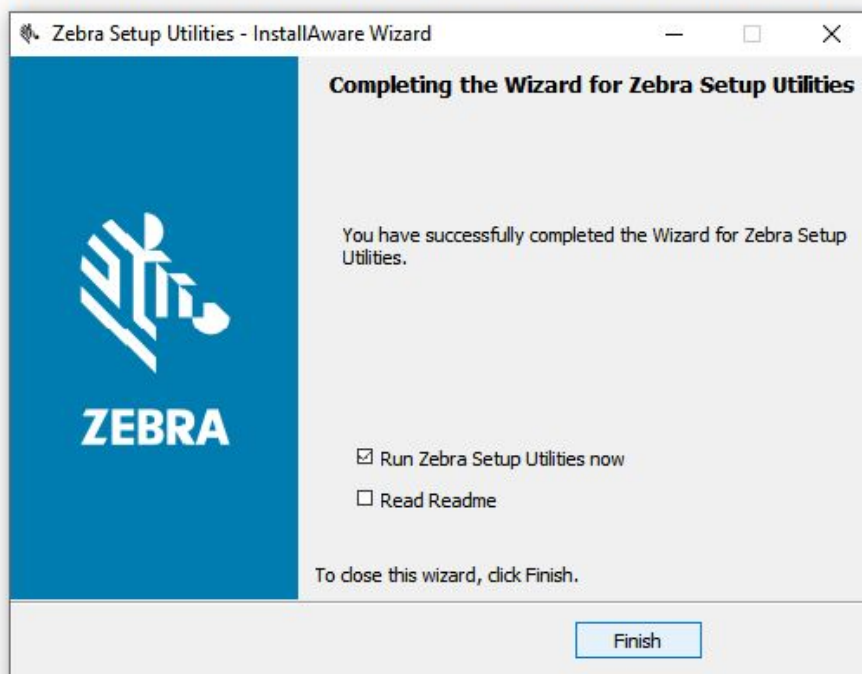 Zebra Setup Utilities - InstallAware Wizard
Completing the Wizard for Zebra Setup Utilities
You have successfully completed the Wizard for Zebra Setup
Utilities.
ZEBRA
Run Zebra Setup Utilities now
Read Readme
To close this wizard, click Finish.
Finish